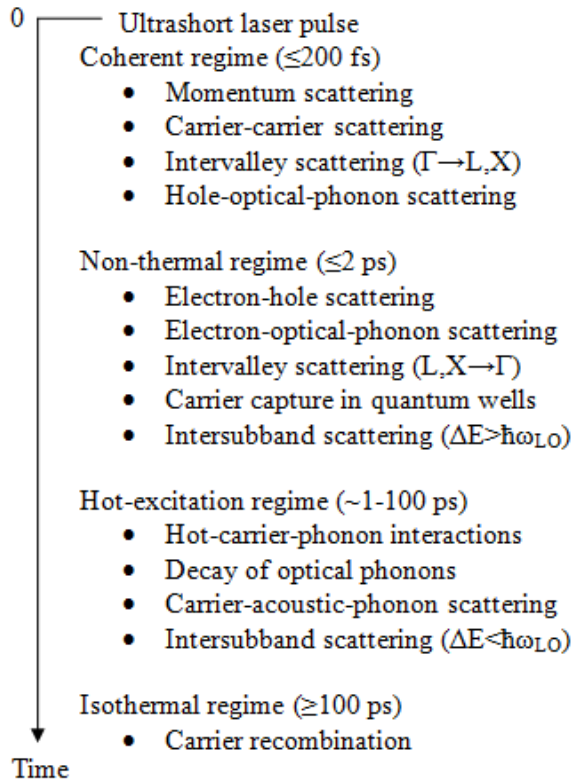 0 Ultrashort laser pulse
Coherent regime (≤200 fs)
• Momentum scattering
• Carrier-carrier scattering
• Intervalley scattering (Γ→L,X)
• Hole-optical-phonon scattering
Non-thermal regime (≤2 ps)
• Electron-hole scattering
• Electron-optical-phonon scattering
• Intervalley scattering (L,X→Γ)
• Carrier capture in quantum wells
• Intersubband scattering (ΔE>ħω_LO)
Hot-excitation regime (~1-100 ps)
• Hot-carrier-phonon interactions
• Decay of optical phonons
• Carrier-acoustic-phonon scattering
• Intersubband scattering (ΔE<ħω_LO)
Isothermal regime (≥100 ps)
• Carrier recombination
Time